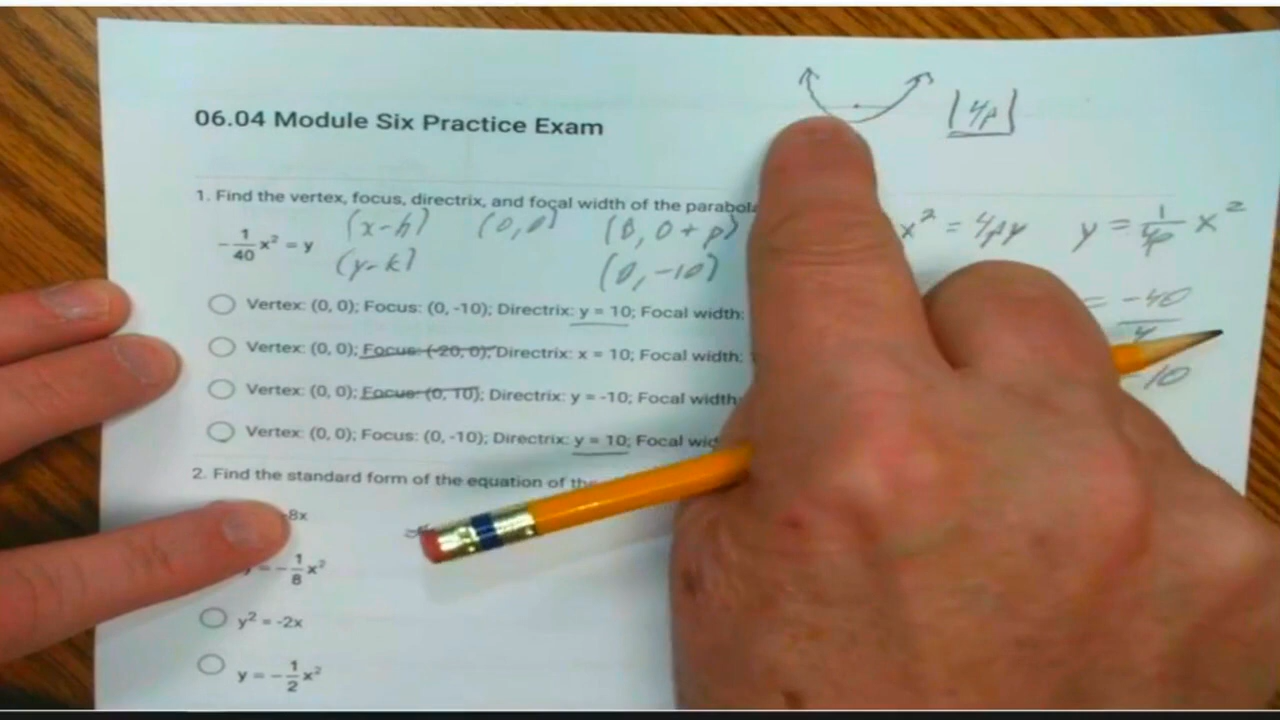 |4p|
06.04 Module Six Practice Exam
1. Find the vertex, focus, directrix, and focal width of the parabola
-1/40 x² = y
(x-h) (0,0) (0, 0+p) x² = 4py y = 1/4p x²
(y-k) (0, -10) = -40
Vertex: (0, 0); Focus: (0, -10); Directrix: y = 10; Focal width: 4
Vertex: (0, 0); Focus: (-20, 0); Directrix: x = 10; Focal width: -10
Vertex: (0, 0); Focus: (0, 10); Directrix: y = -10; Focal width
Vertex: (0, 0); Focus: (0, -10); Directrix: y = 10; Focal
2. Find the standard form of the equation of
-8x
= -1/8 x²
y² = -2x
y = -1/2 x²